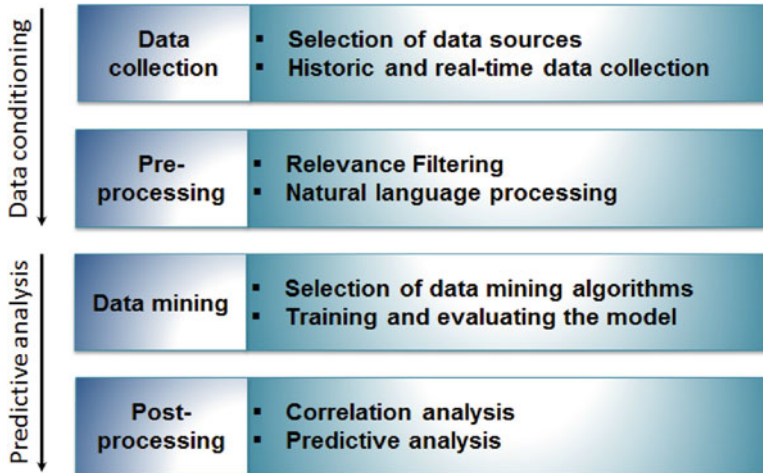 Data conditioning
Data
collection
▪ Selection of data sources
▪ Historic and real-time data collection
Pre-
processing
▪ Relevance Filtering
▪ Natural language processing
Predictive analysis
Data mining
▪ Selection of data mining algorithms
▪ Training and evaluating the model
Post-
processing
▪ Correlation analysis
▪ Predictive analysis